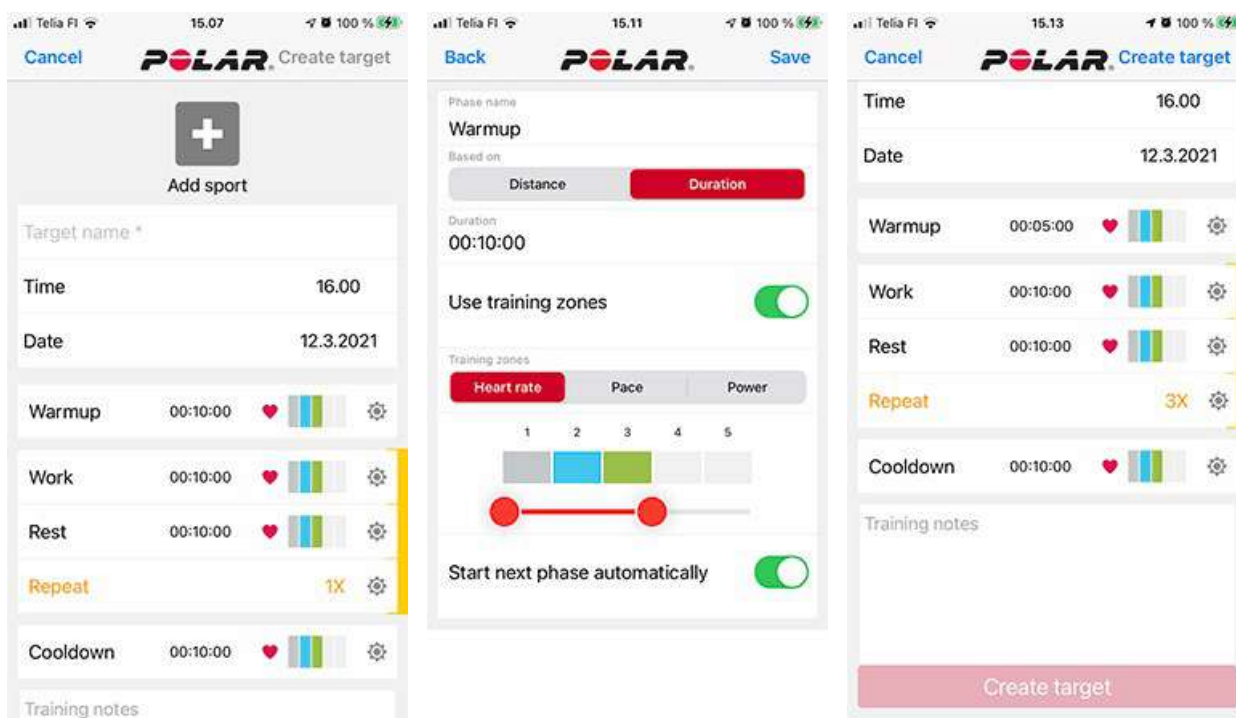 Telia FI 15.07 100 %
Cancel POLAR. Create target
Add sport
Target name *
Time 16.00
Date 12.3.2021
Warmup 00:10:00
Work 00:10:00
Rest 00:10:00
Repeat 1X
Cooldown 00:10:00
Training notes
Telia FI 15.11 100 %
Back POLAR. Save
Phase name
Warmup
Based on
Distance Duration
Duration
00:10:00
Use training zones
Training zones
Heart rate Pace Power
1 2 3 4 5
Start next phase automatically
Telia FI 15.13 100 %
Cancel POLAR. Create target
Time 16.00
Date 12.3.2021
Warmup 00:05:00
Work 00:10:00
Rest 00:10:00
Repeat 3X
Cooldown 00:10:00
Training notes
Create target